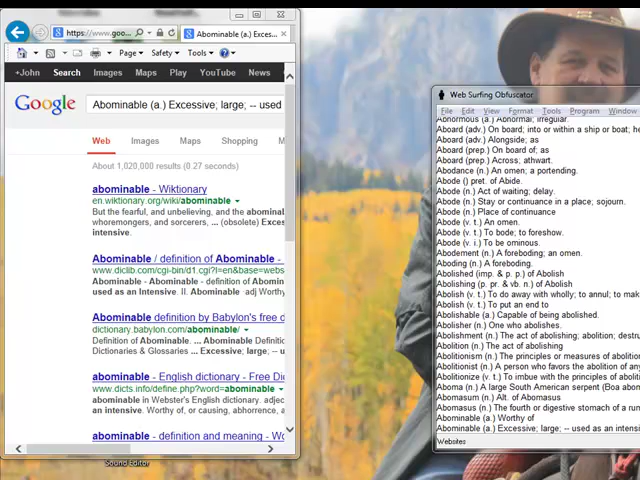 https://www.goo...
Abominable (a.) Exces...
Page
Safety
Tools
+John Search Images Maps Play YouTube News
Google
Abominable (a.) Excessive; large; -- used
Web Images Maps Shopping M
About 1,020,000 results (0.27 seconds)
abominable - Wiktionary
en.wiktionary.org/wiki/abominable
But the fearful, and unbelieving, and the abomin
whoremongers, and sorcerers, ... (obsolete) Exces
intensive.
Abominable / definition of Abominable -
www.diclib.com/cgi-bin/d1.cgi?l=en&base=webs
Abominable - Abominable - definition of Abominal
used as an Intensive. II. Abominable adj Worthy
Abominable definition by Babylon's free d
dictionary.babylon.com/abominable/
Definition of Abominable. ... Abominable Definition
Dictionaries & Glossaries ... Excessive; large; --
abominable - English dictionary - Free Dic
www.dicts.info/define.php?word=abominable
abominable in Webster's English dictionary. abomin
an intensive. Worthy of, or causing, abhorrence, a
abominable - definition and meaning - Wo
Sound Editor
Web Surfing Obfuscator
File Edit View Format Tools Program Window
Abnormous (a.) Abnormal; irregular.
Aboard (adv.) On board; into or within a ship or boat; he
Aboard (adv.) Alongside; as
Aboard (prep.) On board of; as
Aboard (prep.) Across; athwart.
Abodance (n.) An omen; a portending.
Abode () pret. of Abide.
Abode (n.) Act of waiting; delay.
Abode (n.) Stay or continuance in a place; sojourn.
Abode (n.) Place of continuance
Abode (v. t.) An omen.
Abode (v. t.) To bode; to foreshow.
Abode (v. i.) To be ominous.
Abodement (n.) A foreboding; an omen.
Aboding (n.) A foreboding.
Abolished (imp. & p. p.) of Abolish
Abolishing (p. pr. & vb. n.) of Abolish
Abolish (v. t.) To do away with wholly; to annul; to mak
Abolish (v. t.) To put an end to
Abolishable (a.) Capable of being abolished.
Abolisher (n.) One who abolishes.
Abolishment (n.) The act of abolishing; abolition; destru
Abolition (n.) The act of abolishing
Abolitionism (n.) The principles or measures of abolition
Abolitionist (n.) A person who favors the abolition of any
Abolitionize (v. t.) To imbue with the principles of aboliti
Aboma (n.) A large South American serpent (Boa abom
Abomasum (n.) Alt. of Abomasus
Abomasus (n.) The fourth or digestive stomach of a rum
Abominable (a.) Worthy of
Abominable (a.) Excessive; large; -- used as an intensi
Websites